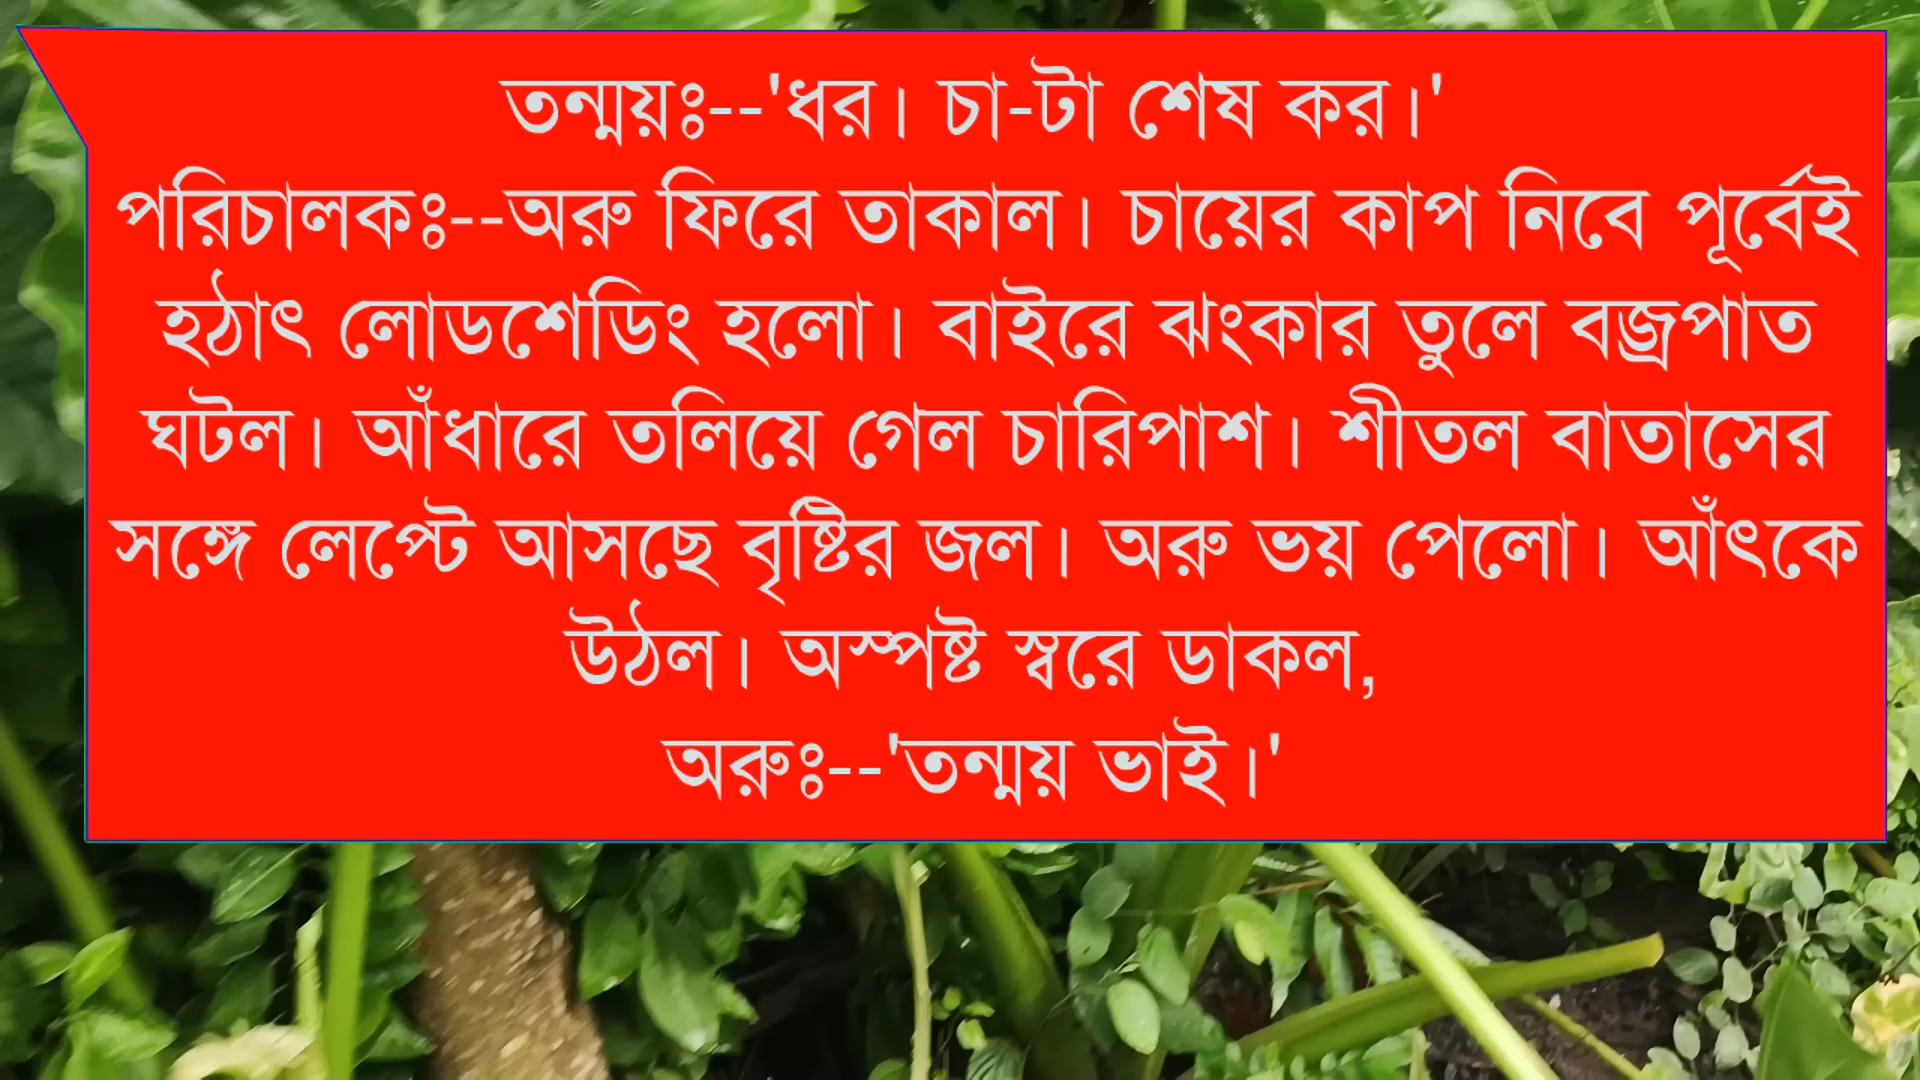 তন্ময়ঃ--'ধর। চা-টা শেষ কর।'
পরিচালকঃ--অরু ফিরে তাকাল। চায়ের কাপ নিবে পূর্বেই
হঠাৎ লোডশেডিং হলো। বাইরে ঝংকার তুলে বজ্রপাত
ঘটল। আঁধারে তলিয়ে গেল চারিপাশ। শীতল বাতাসের
সঙ্গে লেপ্টে আসছে বৃষ্টির জল। অরু ভয় পেলো। আঁৎকে
উঠল। অস্পষ্ট স্বরে ডাকল,
অরুঃ--'তন্ময় ভাই।'